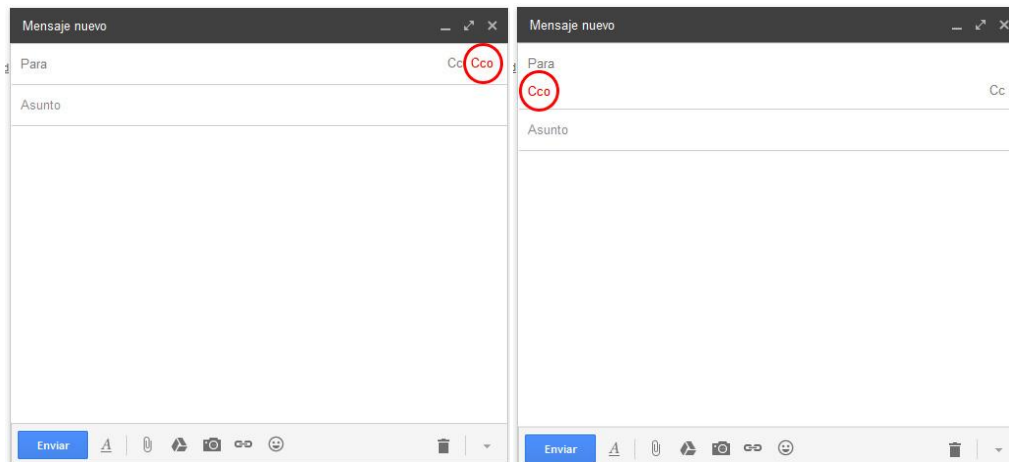 Mensaje nuevo
Para Cc Cco
Asunto
Enviar A
Mensaje nuevo
Para
Cco Cc
Asunto
Enviar A